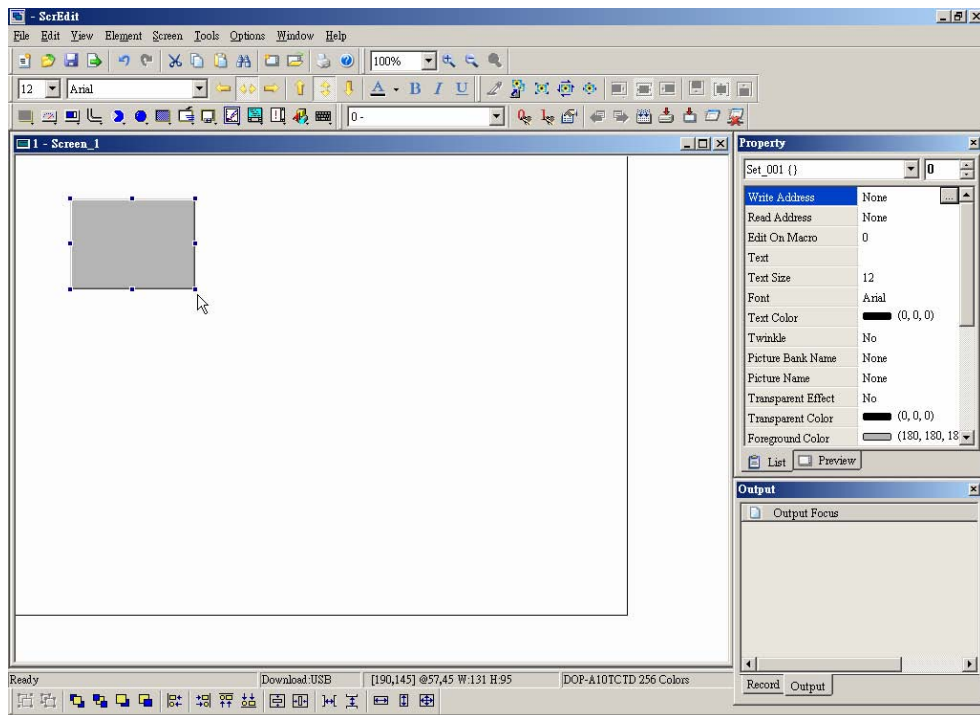 - ScrEdit
File Edit View Element Screen Tools Options Window Help
100%
12 Arial A B I U
0 -
1 - Screen_1
Property
Set_001 {} 0
Write Address None ...
Read Address None
Edit On Macro 0
Text
Text Size 12
Font Arial
Text Color (0, 0, 0)
Twinkle No
Picture Bank Name None
Picture Name None
Transparent Effect No
Transparent Color (0, 0, 0)
Foreground Color (180, 180, 18
List Preview
Output
Output Focus
Ready Download:USB [190,145] @57,45 W:131 H:95 DOP-A10TCTD 256 Colors
Record Output